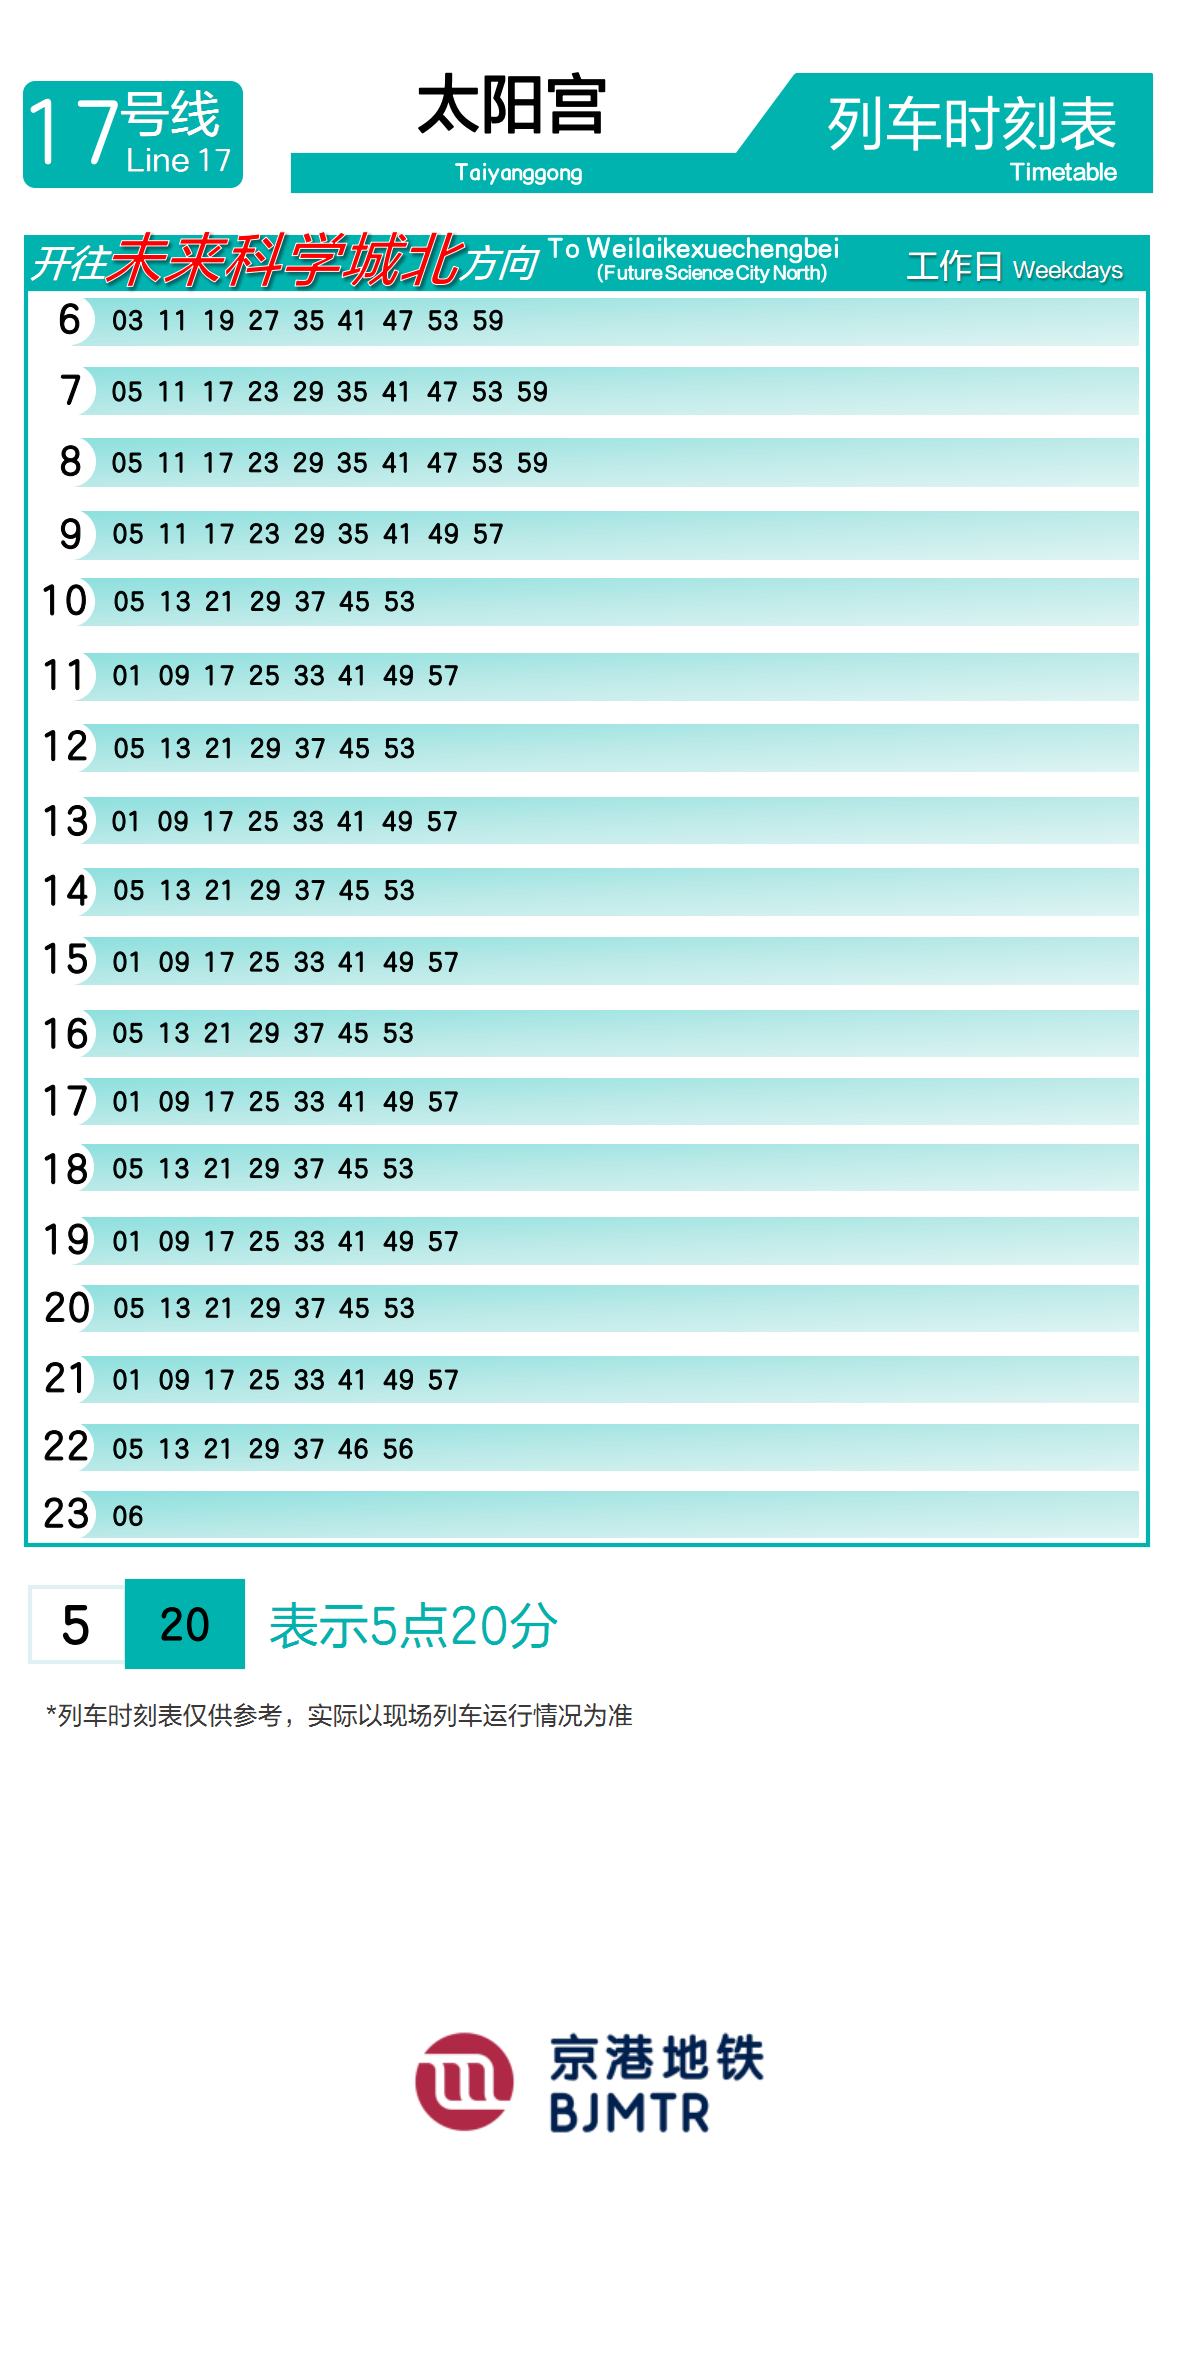 17号线
Line 17
太阳宫
Taiyanggong
列车时刻表
Timetable
开往未来科学城北方向 To Weilaikexuechengbei
(Future Science City North)
工作日 Weekdays
6 03 11 19 27 35 41 47 53 59
7 05 11 17 23 29 35 41 47 53 59
8 05 11 17 23 29 35 41 47 53 59
9 05 11 17 23 29 35 41 49 57
10 05 13 21 29 37 45 53
11 01 09 17 25 33 41 49 57
12 05 13 21 29 37 45 53
13 01 09 17 25 33 41 49 57
14 05 13 21 29 37 45 53
15 01 09 17 25 33 41 49 57
16 05 13 21 29 37 45 53
17 01 09 17 25 33 41 49 57
18 05 13 21 29 37 45 53
19 01 09 17 25 33 41 49 57
20 05 13 21 29 37 45 53
21 01 09 17 25 33 41 49 57
22 05 13 21 29 37 46 56
23 06
5 20 表示5点20分
*列车时刻表仅供参考，实际以现场列车运行情况为准
京港地铁
BJMTR